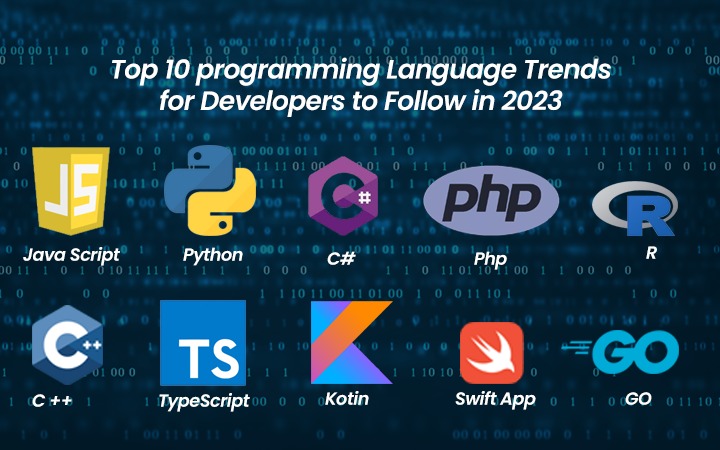 Top 10 programming Language Trends
for Developers to Follow in 2023
JS
php
R
Java Script
Python
C#
Php
R
C++
TS
GO
C ++
TypeScript
Kotin
Swift App
GO